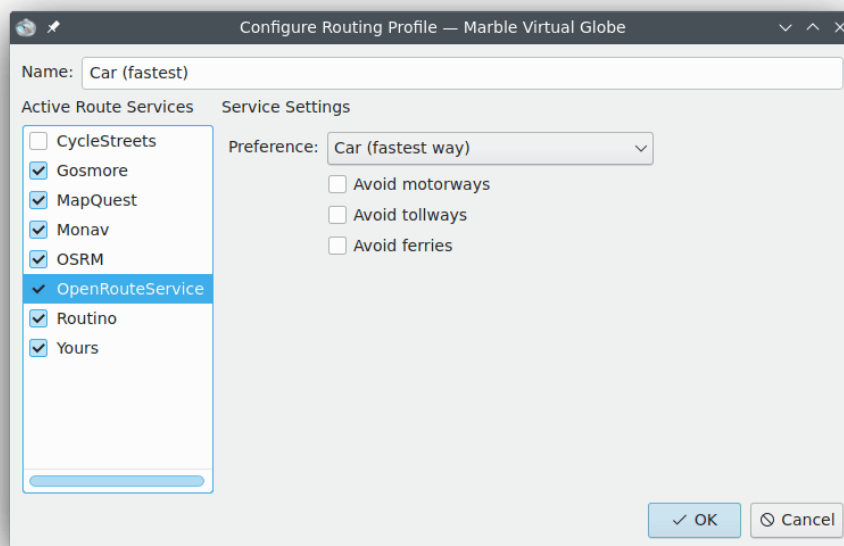 Configure Routing Profile — Marble Virtual Globe
Name: Car (fastest)
Active Route Services
Service Settings
CycleStreets
Gosmore
MapQuest
Monav
OSRM
OpenRouteService
Routino
Yours
Preference: Car (fastest way)
Avoid motorways
Avoid tollways
Avoid ferries
OK
Cancel